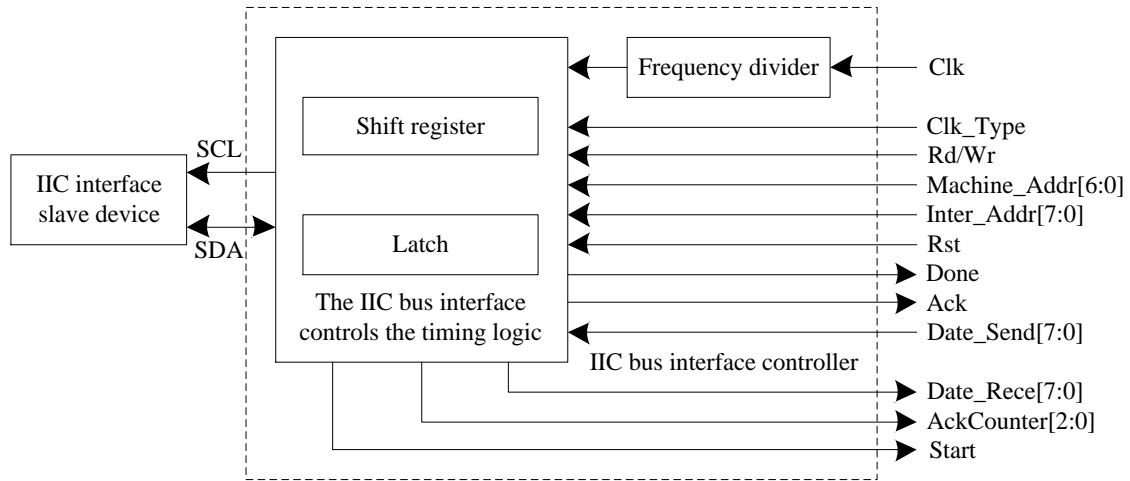 Frequency divider
Clk
Shift register
Clk_Type
SCL
Rd/Wr
IIC interface
slave device
Machine_Addr[6:0]
Inter_Addr[7:0]
SDA
Latch
Rst
Done
The IIC bus interface
controls the timing logic
Ack
Date_Send[7:0]
IIC bus interface controller
Date_Rece[7:0]
AckCounter[2:0]
Start